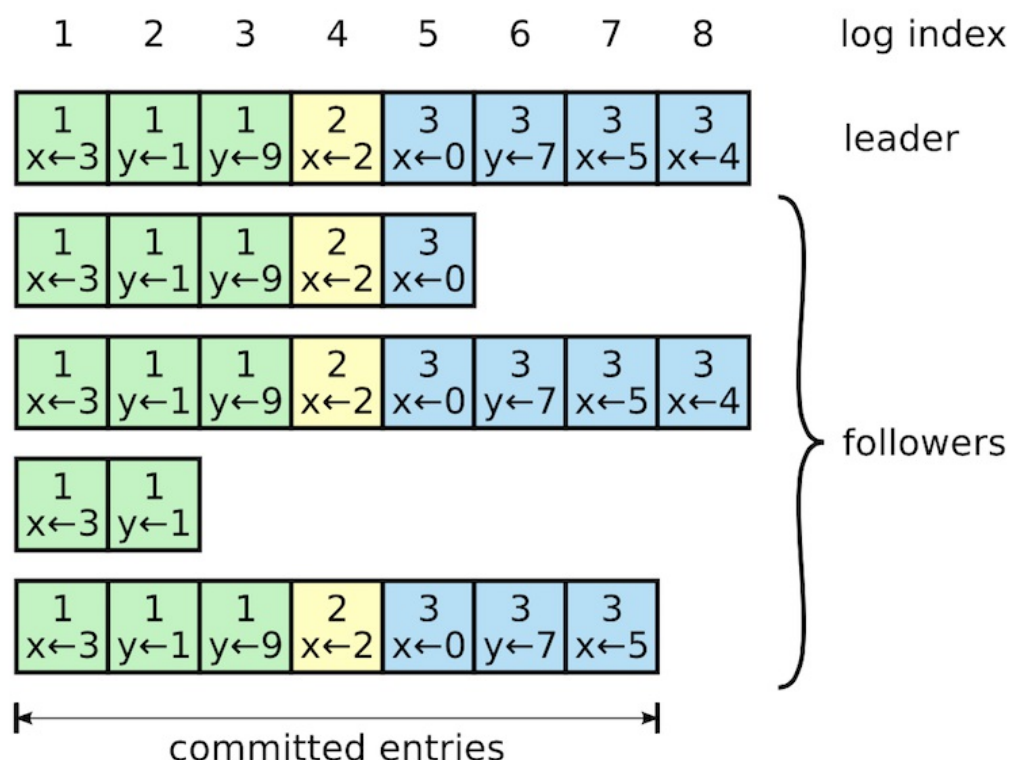 1 2 3 4 5 6 7 8 log index
1 1 1 2 3 3 3 3
x←3 y←1 y←9 x←2 x←0 y←7 x←5 x←4
leader
1 1 1 2 3
x←3 y←1 y←9 x←2 x←0
1 1 1 2 3 3 3 3
x←3 y←1 y←9 x←2 x←0 y←7 x←5 x←4
followers
1 1
x←3 y←1
1 1 1 2 3 3 3
x←3 y←1 y←9 x←2 x←0 y←7 x←5
committed entries